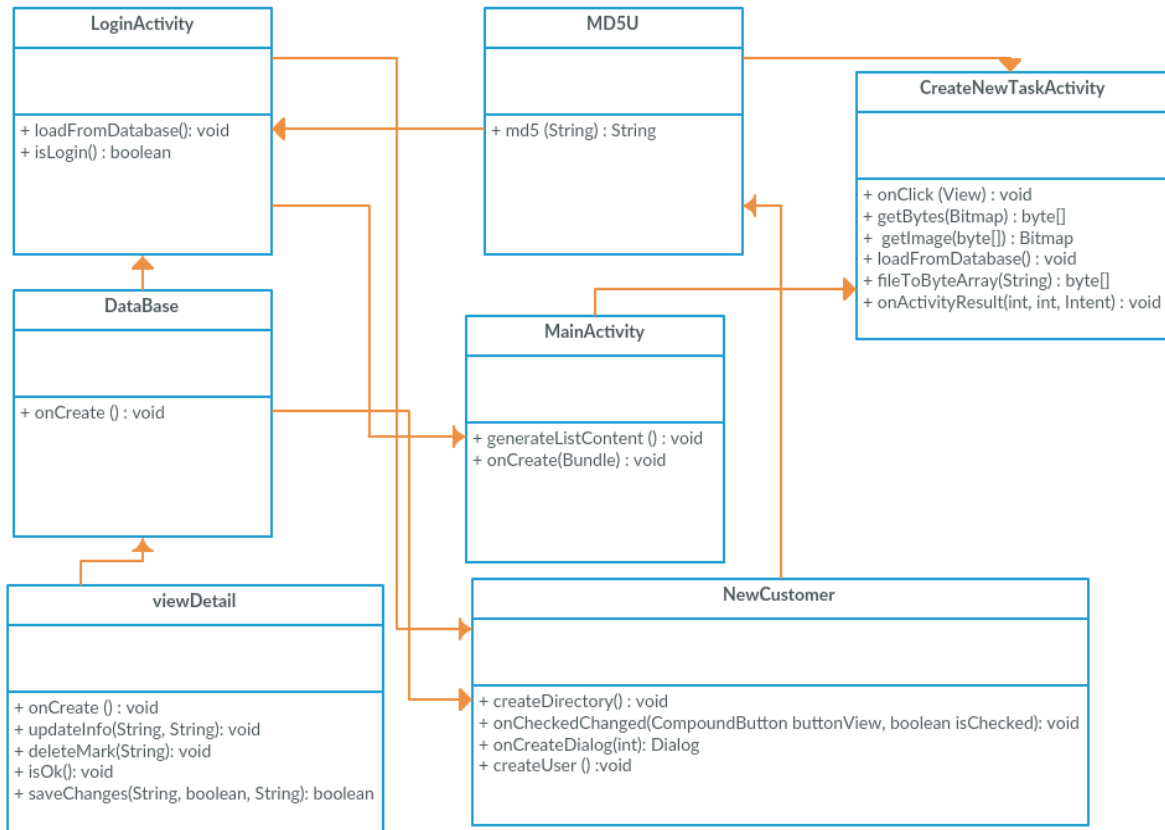 LoginActivity
+ loadFromDatabase(): void
+ isLogin() : boolean
MD5U
+ md5 (String) : String
CreateNewTaskActivity
+ onClick (View) : void
+ getBytes(Bitmap) : byte[]
+  getImage(byte[]) : Bitmap
+ loadFromDatabase() : void
+ fileToByteArray(String) : byte[]
+ onActivityResult(int, int, Intent) : void
DataBase
+ onCreate () : void
MainActivity
+ generateListContent () : void
+ onCreate(Bundle) : void
viewDetail
+ onCreate () : void
+ updateInfo(String, String): void
+ deleteMark(String): void
+ isOk(): void
+ saveChanges(String, boolean, String): boolean
NewCustomer
+ createDirectory() : void
+ onCheckedChanged(CompoundButton buttonView, boolean isChecked): void
+ onCreateDialog(int): Dialog
+ createUser () :void